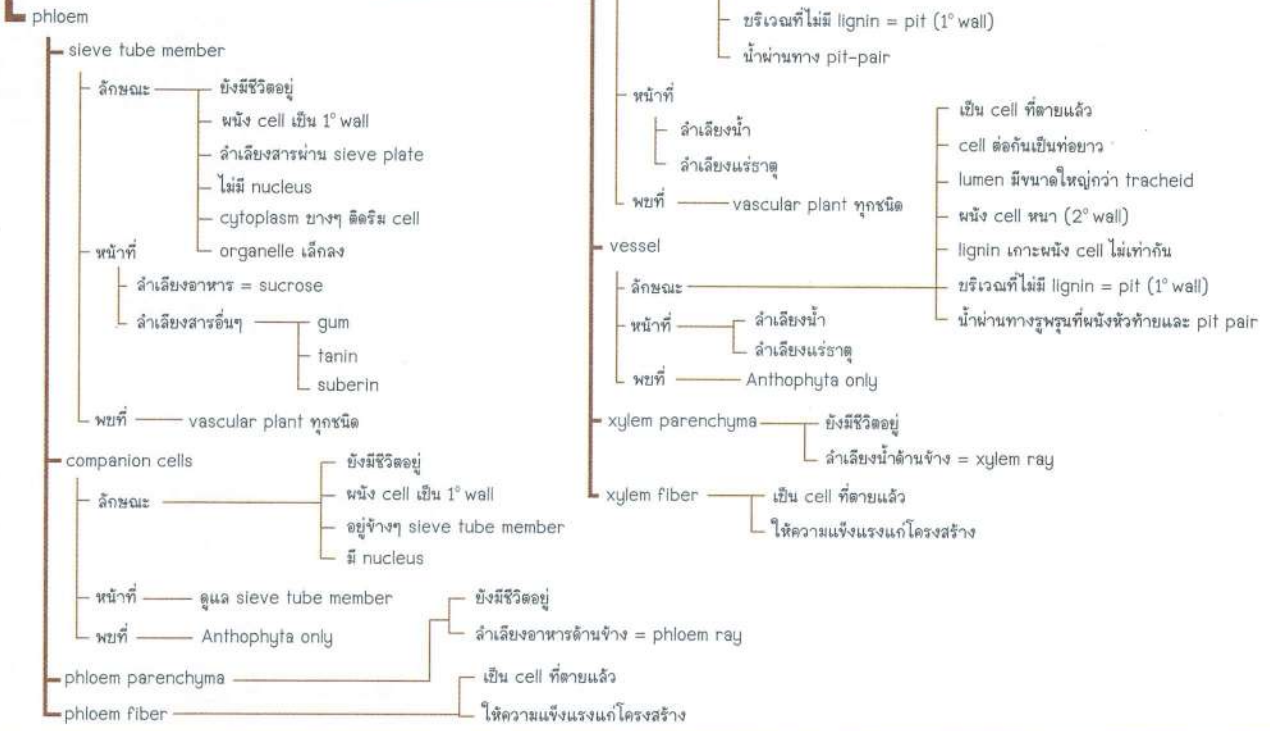 phloem
sieve tube member
ลักษณะ
ยังมีชีวิตอยู่
ผนัง cell เป็น 1° wall
ลำเลียงสารผ่าน sieve plate
ไม่มี nucleus
cytoplasm บางๆ ติดริม cell
organelle เล็กลง
หน้าที่
ลำเลียงอาหาร = sucrose
ลำเลียงสารอื่นๆ
gum
tanin
suberin
พบที่
vascular plant ทุกชนิด
companion cells
ลักษณะ
ยังมีชีวิตอยู่
ผนัง cell เป็น 1° wall
อยู่ข้างๆ sieve tube member
มี nucleus
หน้าที่
ดูแล sieve tube member
พบที่
Anthophyta only
phloem parenchyma
ยังมีชีวิตอยู่
ลำเลียงอาหารด้านข้าง = phloem ray
phloem fiber
เป็น cell ที่ตายแล้ว
ให้ความแข็งแรงแก่โครงสร้าง
บริเวณที่ไม่มี lignin = pit (1° wall)
น้ำผ่านทาง pit-pair
หน้าที่
ลำเลียงน้ำ
ลำเลียงแร่ธาตุ
พบที่
vascular plant ทุกชนิด
vessel
ลักษณะ
เป็น cell ที่ตายแล้ว
cell ต่อกันเป็นท่อยาว
lumen มีขนาดใหญ่กว่า tracheid
ผนัง cell หนา (2° wall)
lignin เกาะผนัง cell ไม่เท่ากัน
บริเวณที่ไม่มี lignin = pit (1° wall)
น้ำผ่านทางรูพรุนที่ผนังหัวท้ายและ pit pair
หน้าที่
ลำเลียงน้ำ
ลำเลียงแร่ธาตุ
พบที่
Anthophyta only
xylem parenchyma
ยังมีชีวิตอยู่
ลำเลียงน้ำด้านข้าง = xylem ray
xylem fiber
เป็น cell ที่ตายแล้ว
ให้ความแข็งแรงแก่โครงสร้าง